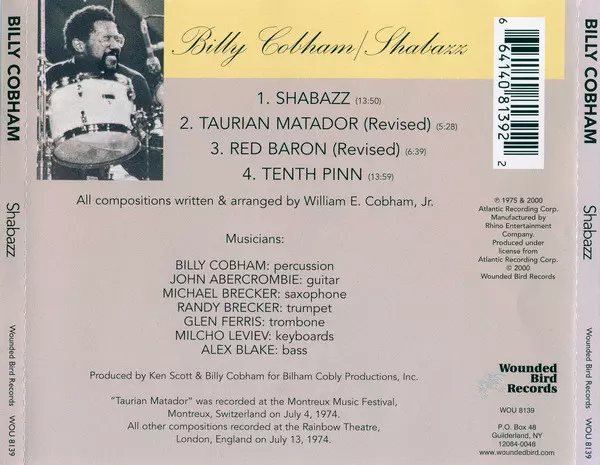 BILLY COBHAM
Shabazz
Wounded Bird Records
WOU 8139
Billy Cobham/Shabazz
1. SHABAZZ (13:50)
2. TAURIAN MATADOR (Revised) (5:28)
3. RED BARON (Revised) (6:39)
4. TENTH PINN (13:59)
All compositions written & arranged by William E. Cobham, Jr.
Musicians:
BILLY COBHAM: percussion
JOHN ABERCROMBIE: guitar
MICHAEL BRECKER: saxophone
RANDY BRECKER: trumpet
GLEN FERRIS: trombone
MILCHO LEVIEV: keyboards
ALEX BLAKE: bass
Produced by Ken Scott & Billy Cobham for Bilham Cobly Productions, Inc.
"Taurian Matador" was recorded at the Montreux Music Festival,
Montreux, Switzerland on July 4, 1974.
All other compositions recorded at the Rainbow Theatre,
London, England on July 13, 1974.
6 64140 81392 2
℗ 1975 & 2000
Atlantic Recording Corp.
Manufactured by
Rhino Entertainment
Company.
Produced under
license from
Atlantic Recording Corp.
© 2000
Wounded Bird Records
Wounded
Bird
Records
WOU 8139
P.O. Box 48
Guilderland, NY
12084-0048
www.woundedbird.com
BILLY COBHAM
Shabazz
Wounded Bird Records
WOU 8139